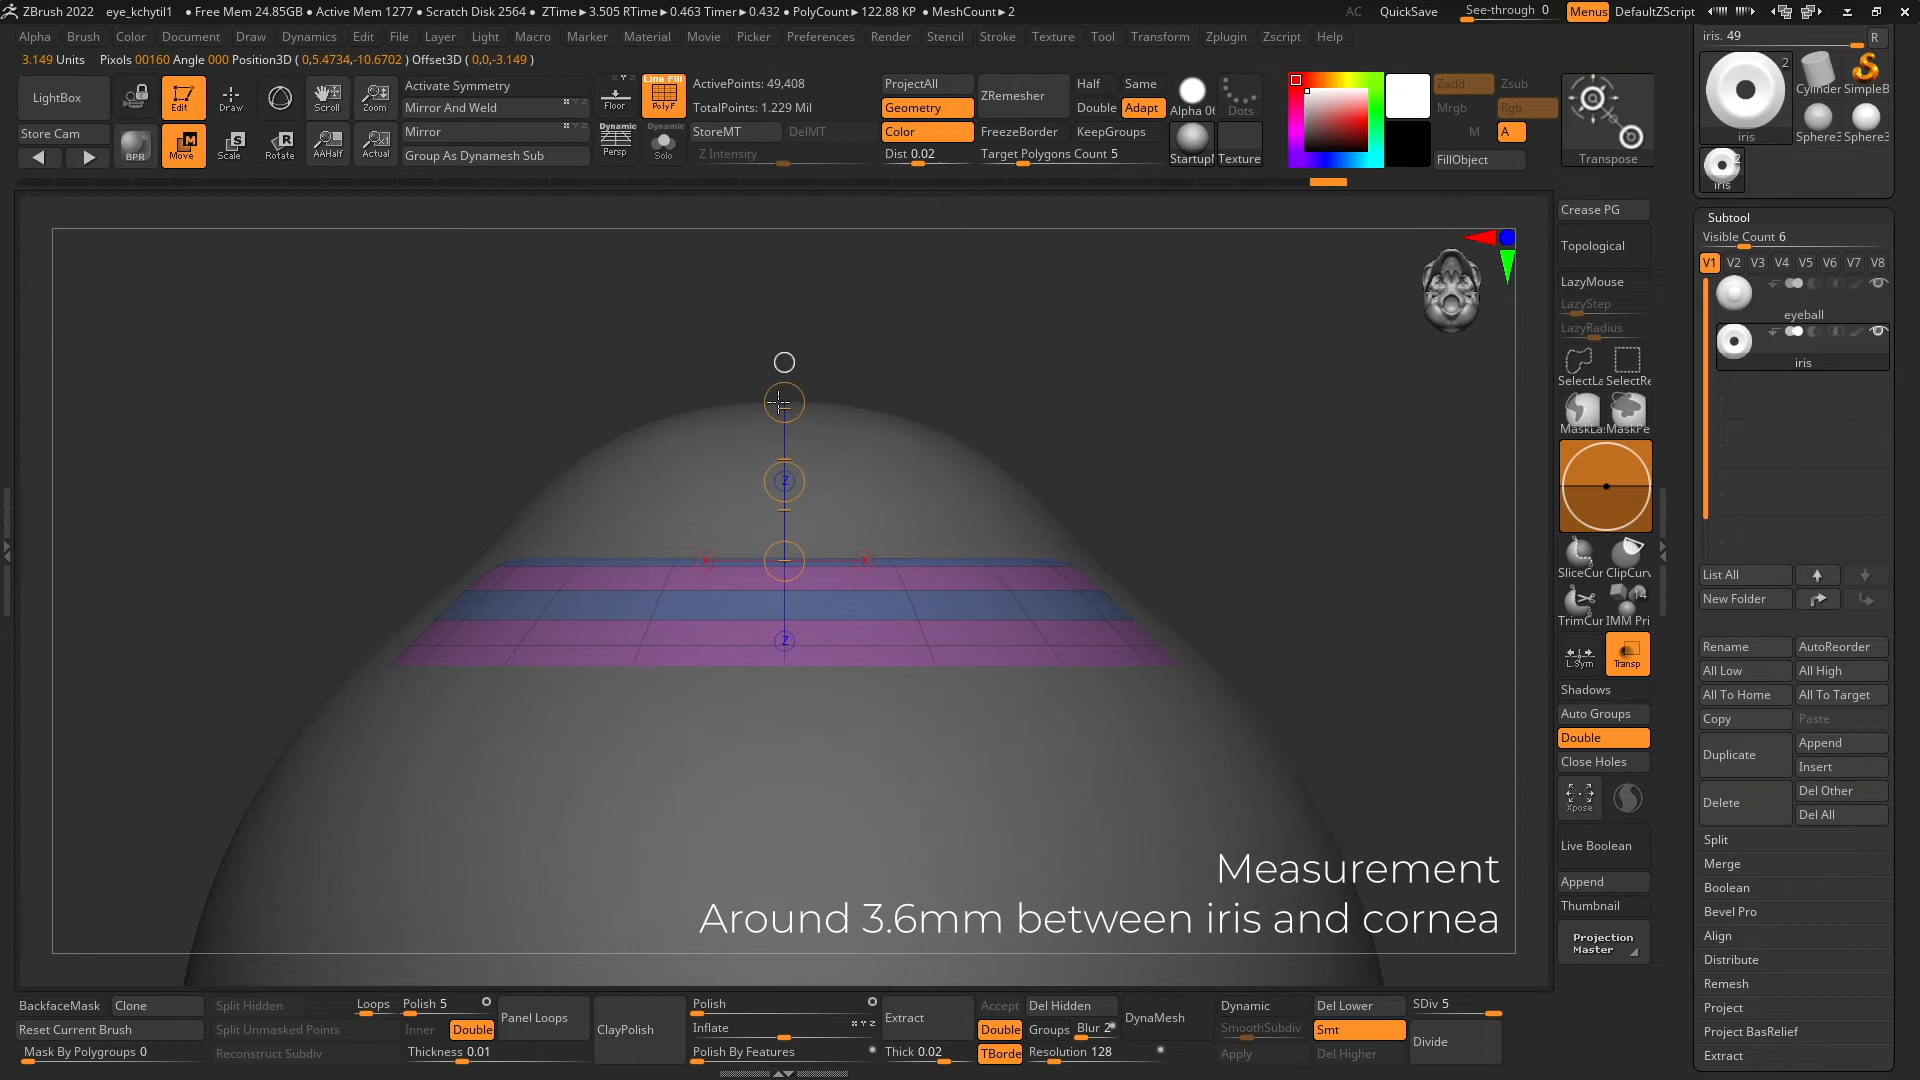 ZBrush 2022 eye_kchytil1 ● Free Mem 24.85GB ● Active Mem 1277 ● Scratch Disk 2564 ● ZTime►3.505 RTime►0.463 Timer►0.432 ● PolyCount►122.88 KP ● MeshCount►2 AC QuickSave See-through 0 Menus DefaultZScript
Alpha Brush Color Document Draw Dynamics Edit File Layer Light Macro Marker Material Movie Picker Preferences Render Stencil Stroke Texture Tool Transform Zplugin Zscript Help
3.149 Units Pixols 00160 Angle 000 Position3D ( 0,5.4734,-10.6702 ) Offset3D ( 0,0,-3.149 )
LightBox
Store Cam
BPR
Edit
Draw
Move
Scale
Rotate
Scroll
Zoom
AAHalf
Actual
Activate Symmetry
Mirror And Weld
Mirror
Group As Dynamesh Sub
Floor
Dynamic
Persp
Line Fill
PolyF
Dynamic
Solo
ActivePoints: 49,408
TotalPoints: 1.229 Mil
StoreMT DelMT
Z Intensity
ProjectAll
Geometry
Color
Dist 0.02
ZRemesher
FreezeBorder
Target Polygons Count 5
Half Same
Double Adapt
KeepGroups
Alpha 06
Dots
StartupM
Texture
Zadd Zsub
Mrgb Rgb
M A
FillObject
Transpose
iris. 49 R
2
iris
Cylinder SimpleB
Sphere3 Sphere3
2
iris
Subtool
Visible Count 6
V1 V2 V3 V4 V5 V6 V7 V8
eyeball
iris
List All
New Folder
Rename AutoReorder
All Low All High
All To Home All To Target
Copy Paste
Duplicate Append
Insert
Delete Del Other
Del All
Split
Merge
Boolean
Bevel Pro
Align
Distribute
Remesh
Project
Project BasRelief
Extract
Crease PG
Topological
LazyMouse
LazyStep
LazyRadius
SelectLa SelectRe
MaskLa MaskPe
SliceCur ClipCurv
14
TrimCur IMM Pri
L.Sym Transp
Shadows
Auto Groups
Double
Close Holes
Xpose
Live Boolean
Append
Thumbnail
Projection
Master
Z
X X
Z
Measurement
Around 3.6mm between iris and cornea
BackfaceMask Clone
Reset Current Brush
Mask By Polygroups 0
Split Hidden
Split Unmasked Points
Reconstruct Subdiv
Loops Polish 5
Inner Double
Thickness 0.01
Panel Loops
ClayPolish
Polish
Inflate
Polish By Features
Extract
Thick 0.02
Accept
Double
TBorde
Del Hidden
Groups Blur 2
Resolution 128
DynaMesh
Dynamic
SmoothSubdiv
Apply
Del Lower
Smt
Del Higher
SDiv 5
Divide